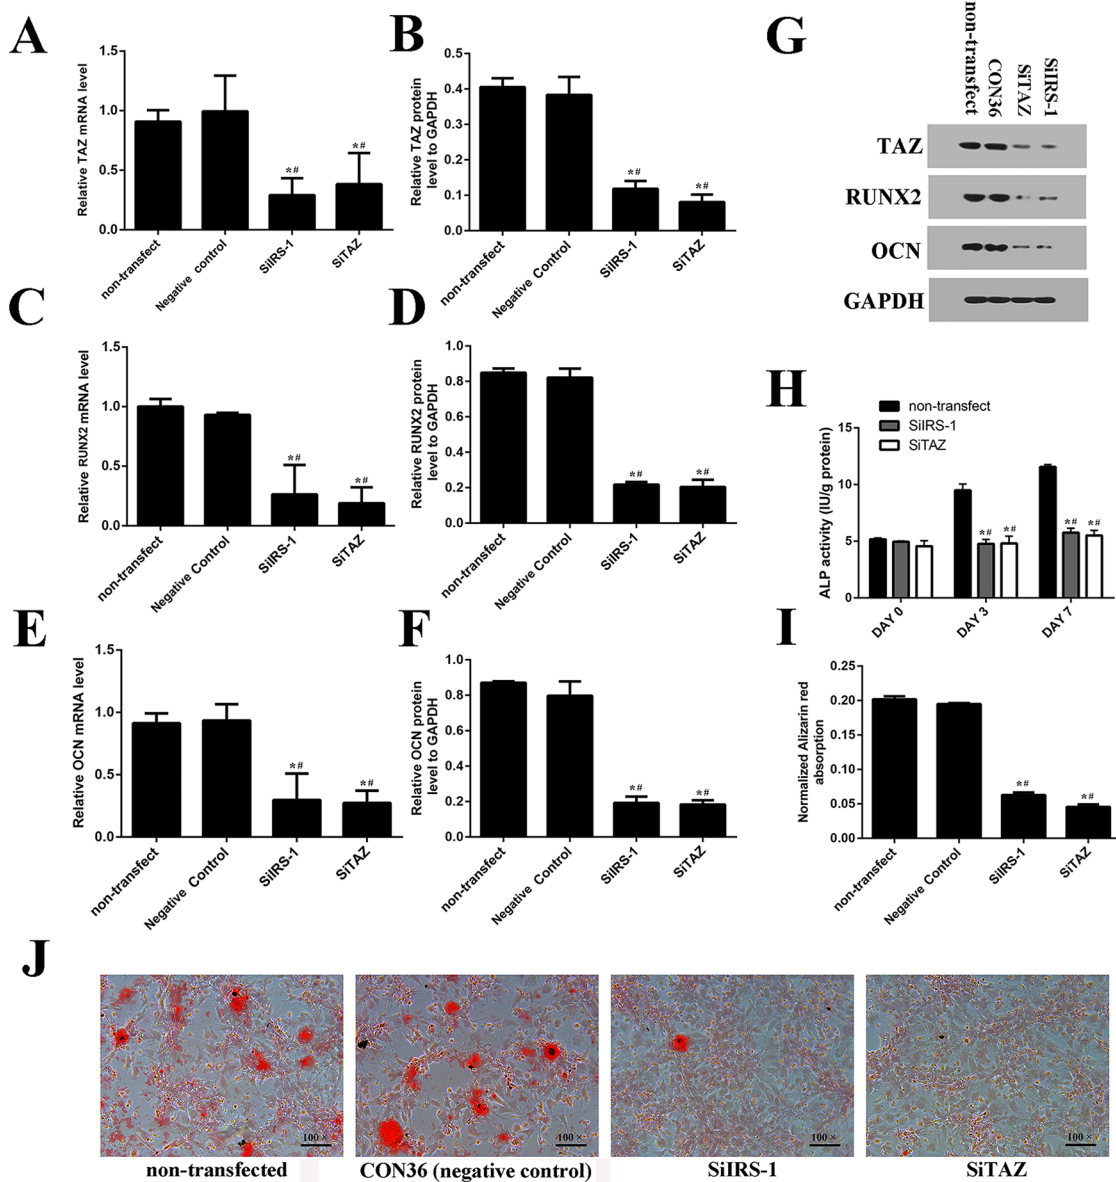 A
Relative TAZ mRNA level
1.5
1.0
0.5
0.0
*#
*#
non-transfect
Negative control
SiIRS-1
SiTAZ
B
Relative TAZ protein
level to GAPDH
0.5
0.4
0.3
0.2
0.1
0.0
*#
*#
non-transfect
Negative Control
SiIRS-1
SiTAZ
G
non-transfect
CON36
SiTAZ
SiIRS-1
TAZ
RUNX2
OCN
GAPDH
C
Relative RUNX2 mRNA level
1.5
1.0
0.5
0.0
*#
*#
non-transfect
Negative Control
SiIRS-1
SiTAZ
D
Relative RUNX2 protein
level to GAPDH
1.0
0.8
0.6
0.4
0.2
0.0
*#
*#
non-transfect
Negative Control
SiIRS-1
SiTAZ
H
non-transfect
SiIRS-1
SiTAZ
ALP activity (IU/g protein)
15
10
5
0
*#
*#
*#
*#
DAY 0
DAY 3
DAY 7
E
Relative OCN mRNA level
1.5
1.0
0.5
0.0
*#
*#
non-transfect
Negative Control
SiIRS-1
SiTAZ
F
Relative OCN protein
level to GAPDH
1.0
0.8
0.6
0.4
0.2
0.0
*#
*#
non-transfect
Negative Control
SiIRS-1
SiTAZ
I
Normalized Alizarin red
absorption
0.25
0.20
0.15
0.10
0.05
0.00
*#
*#
non-transfect
Negative Control
SiIRS-1
SiTAZ
J
100 ×
100 ×
100 ×
100 ×
non-transfected
CON36 (negative control)
SiIRS-1
SiTAZ